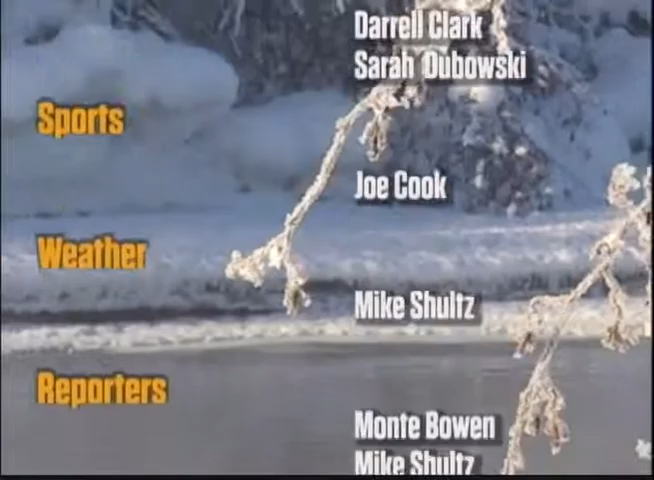 Darrell Clark
Sarah Dubowski
Sports
Joe Cook
Weather
Mike Shultz
Reporters
Monte Bowen
Mike Shultz